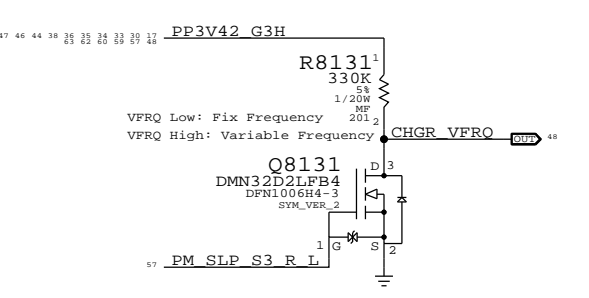 47 46 44 38 36 35 34 33 30 17 PP3V42_G3H
63 62 60 59 57 48
R8131 1
330K
5%
1/20W
MF
201 2
VFRQ Low: Fix Frequency
VFRQ High: Variable Frequency CHGR_VFRQ OUT 48
Q8131 D 3
DMN32D2LFB4
DFN1006H4-3
SYM_VER_2
1 G S 2
57 PM_SLP_S3_R_L